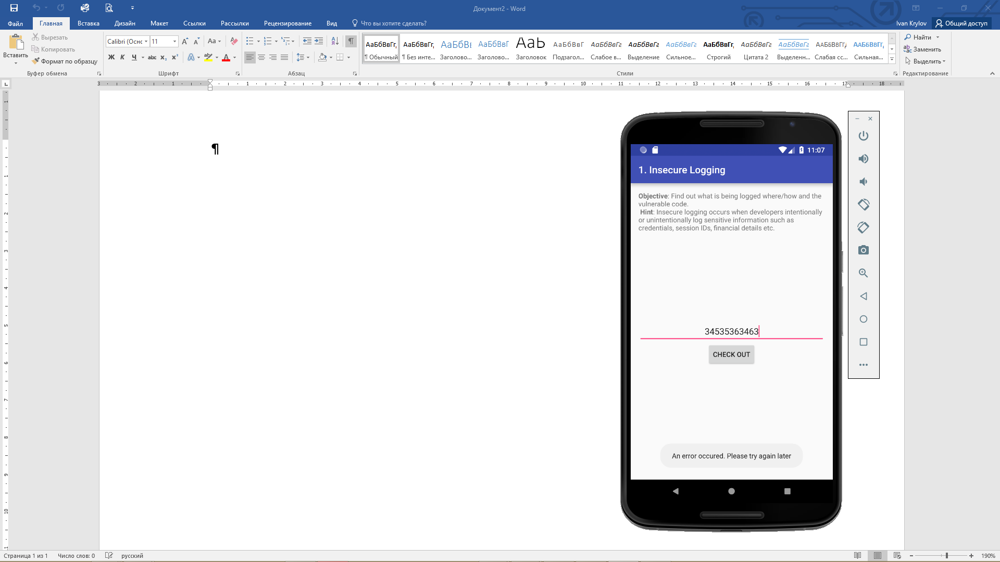 Документ2 - Word
Файл
Главная
Вставка
Дизайн
Макет
Ссылки
Рассылки
Рецензирование
Вид
Что вы хотите сделать?
Ivan Krylov
Общий доступ
Вставить
Вырезать
Копировать
Формат по образцу
Буфер обмена
Calibri (Оснс
11
Aa
Ж К Ч abc x₂ x²
Шрифт
Абзац
АаБбВвГг, АаБбВвГг, АаБбВı АаБбВвГ АаЬ АаБбВвГ АаБбВвГг АаБбВвГг АаБбВвГг АаБбВвГг, АаБбВвГг АаБбВвГг ААБбВВГГ, ААБбВВГГ,
¶ Обычный
¶ Без инте...
Заголово...
Заголово...
Заголовок
Подзагол...
Слабое в...
Выделение
Сильное...
Строгий
Цитата 2
Выделенн...
Слабая сс...
Сильная...
Стили
Найти
Заменить
Выделить
Редактирование
3 2 1 1 2 3 4 5 6 7 8 9 10 11 12 13 14 15 16 17 18
¶
11:07
1. Insecure Logging
Objective: Find out what is being logged where/how and the
vulnerable code.
Hint: Insecure logging occurs when developers intentionally
or unintentionally log sensitive information such as
credentials, session IDs, financial details etc.
34535363463
CHECK OUT
An error occured. Please try again later
Страница 1 из 1
Число слов: 0
русский
190%